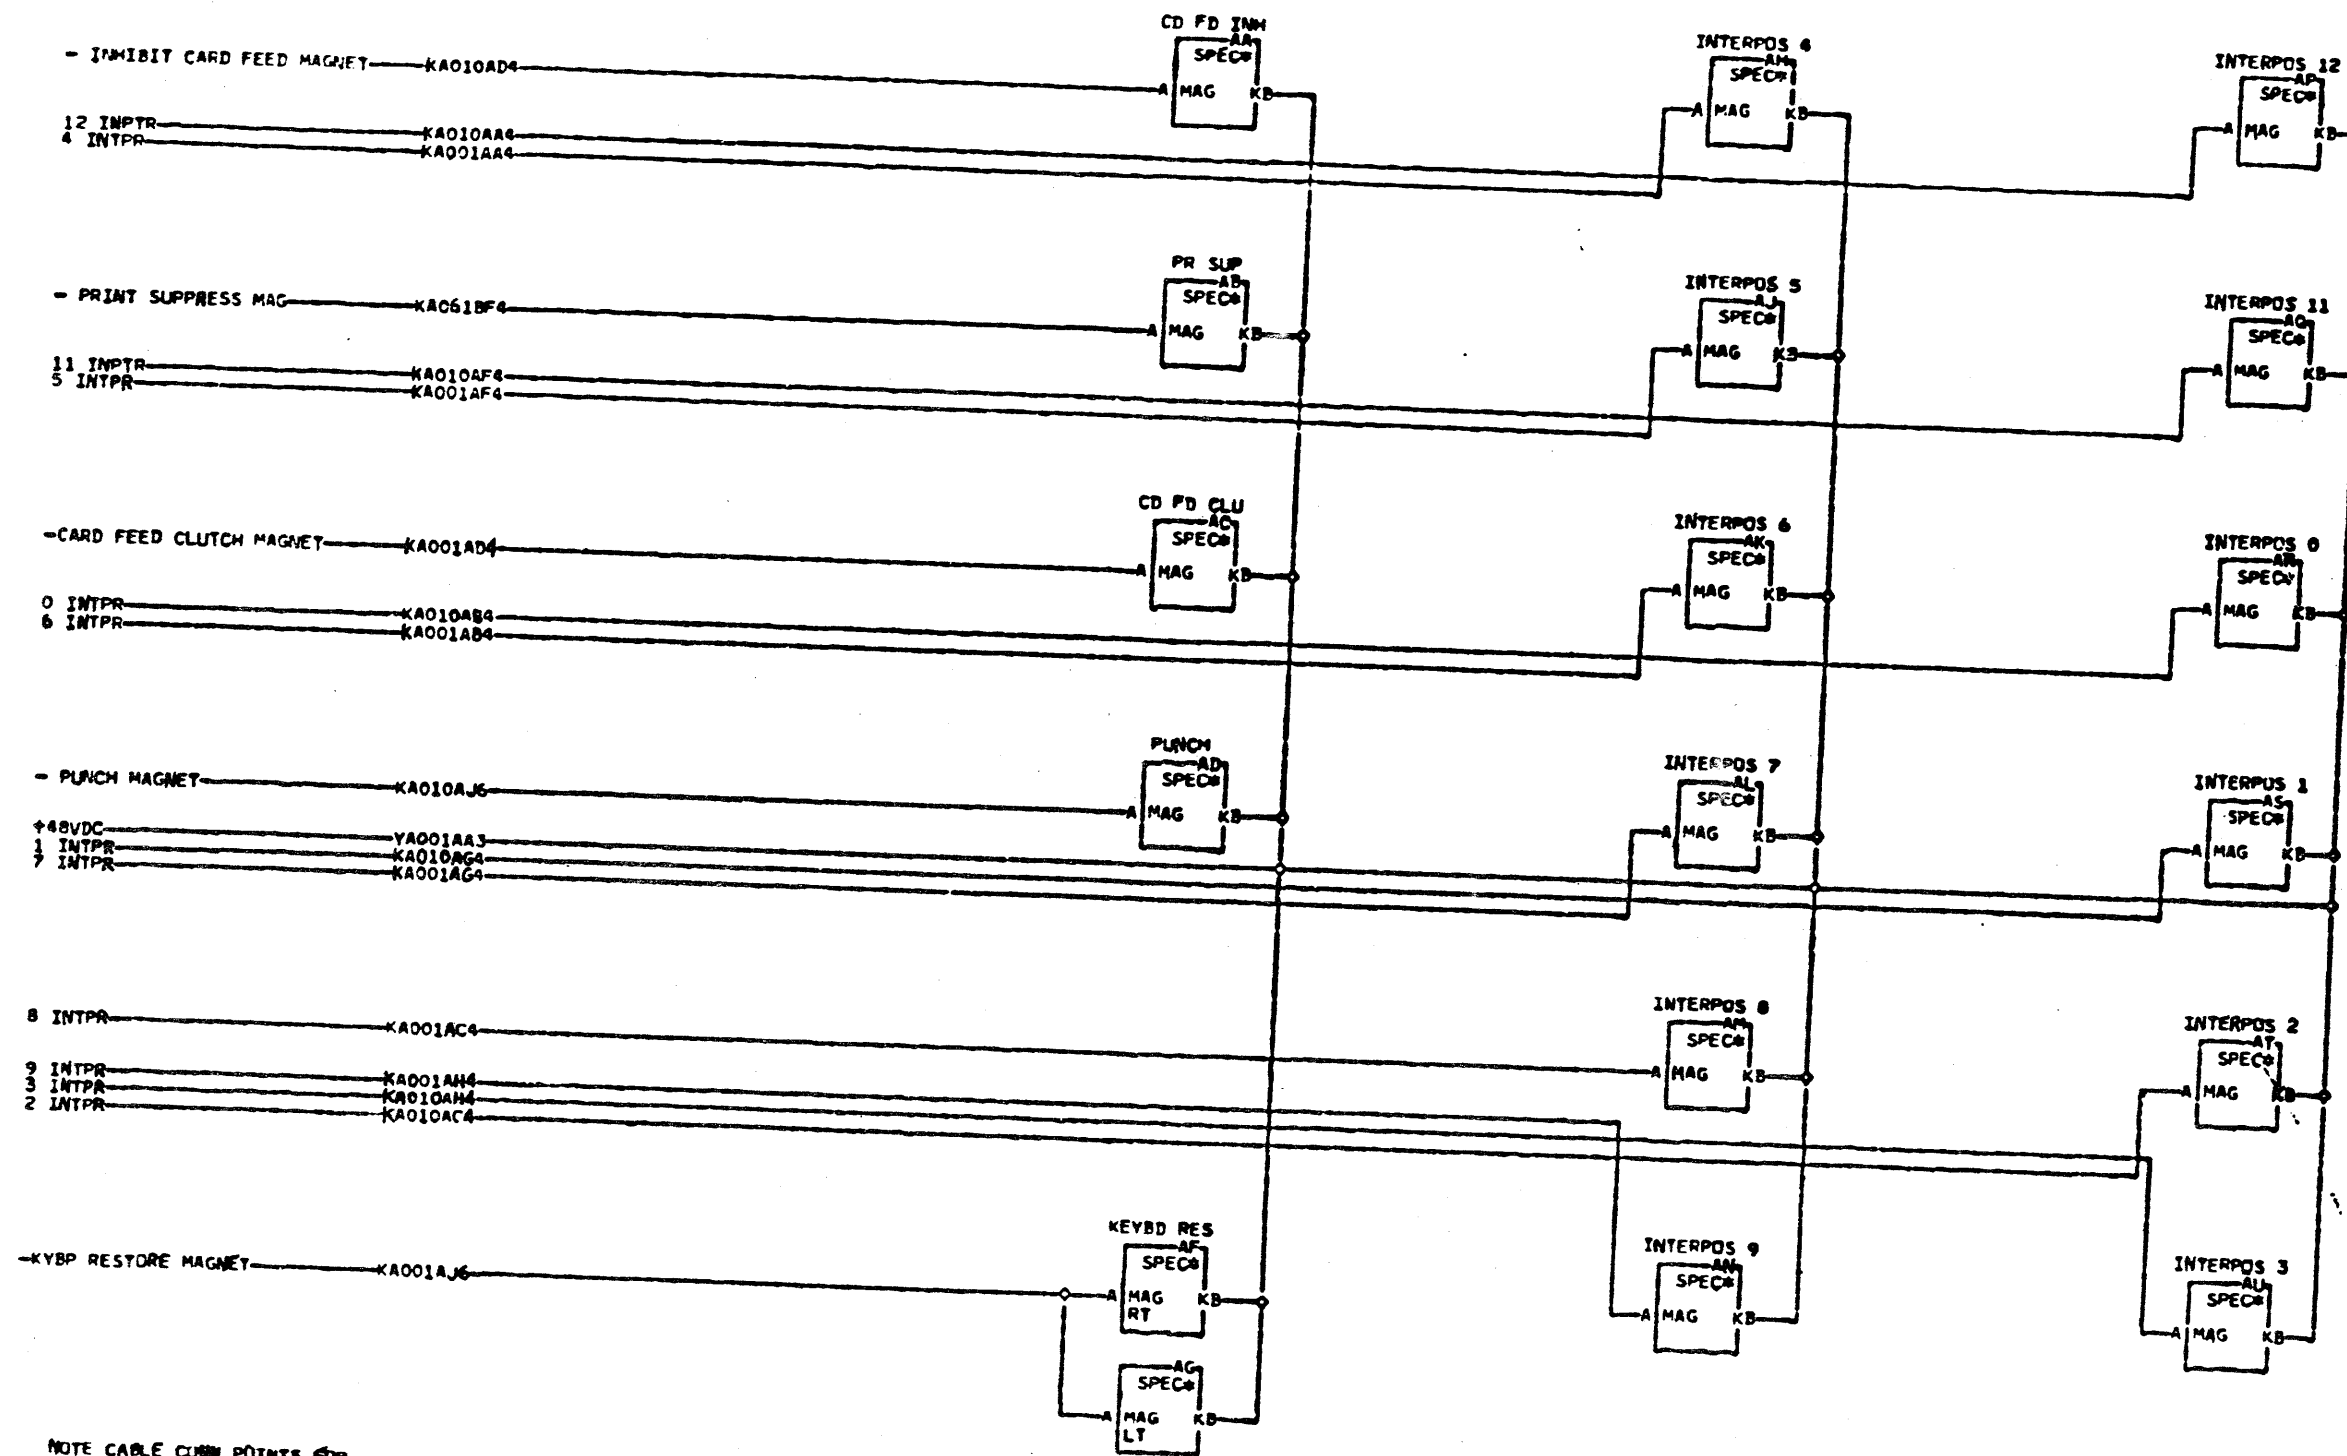 CD FD INH
AA
SPEC*
A MAG KB
- INHIBIT CARD FEED MAGNET KA010AD4
INTERPOS 4
AH
SPEC*
A MAG KB
INTERPOS 12
AP
SPEC*
A MAG KB
12 INPTR KA010AA4
4 INTPR KA001AA4
PR SUP
AB
SPEC*
A MAG KB
- PRINT SUPPRESS MAG KA061BF4
INTERPOS 5
AJ
SPEC*
A MAG KB
INTERPOS 11
AQ
SPEC*
A MAG KB
11 INPTR KA010AF4
5 INTPR KA001AF4
CD FD CLU
AC
SPEC*
A MAG KB
-CARD FEED CLUTCH MAGNET KA001AD4
INTERPOS 6
AK
SPEC*
A MAG KB
INTERPOS 0
AR
SPEC*
A MAG KB
0 INTPR KA010AB4
6 INTPR KA001AB4
PUNCH
AD
SPEC*
A MAG KB
- PUNCH MAGNET KA010AJ6
INTERPOS 7
AL
SPEC*
A MAG KB
INTERPOS 1
AS
SPEC*
A MAG KB
+48VDC YA001AA3
1 INTPR KA010AG4
7 INTPR KA001AG4
8 INTPR KA001AC4
INTERPOS 8
AM
SPEC*
A MAG KB
INTERPOS 2
AT
SPEC*
A MAG KB
9 INTPR KA001AH4
3 INTPR KA010AH4
2 INTPR KA010AC4
KEYBD RES
AF
SPEC*
A MAG KB
RT
-KYBP RESTORE MAGNET KA001AJ6
INTERPOS 9
AN
SPEC*
A MAG KB
INTERPOS 3
AU
SPEC*
A MAG KB
AG
SPEC*
A MAG KB
LT
NOTE CABLE CONN POINTS FOR